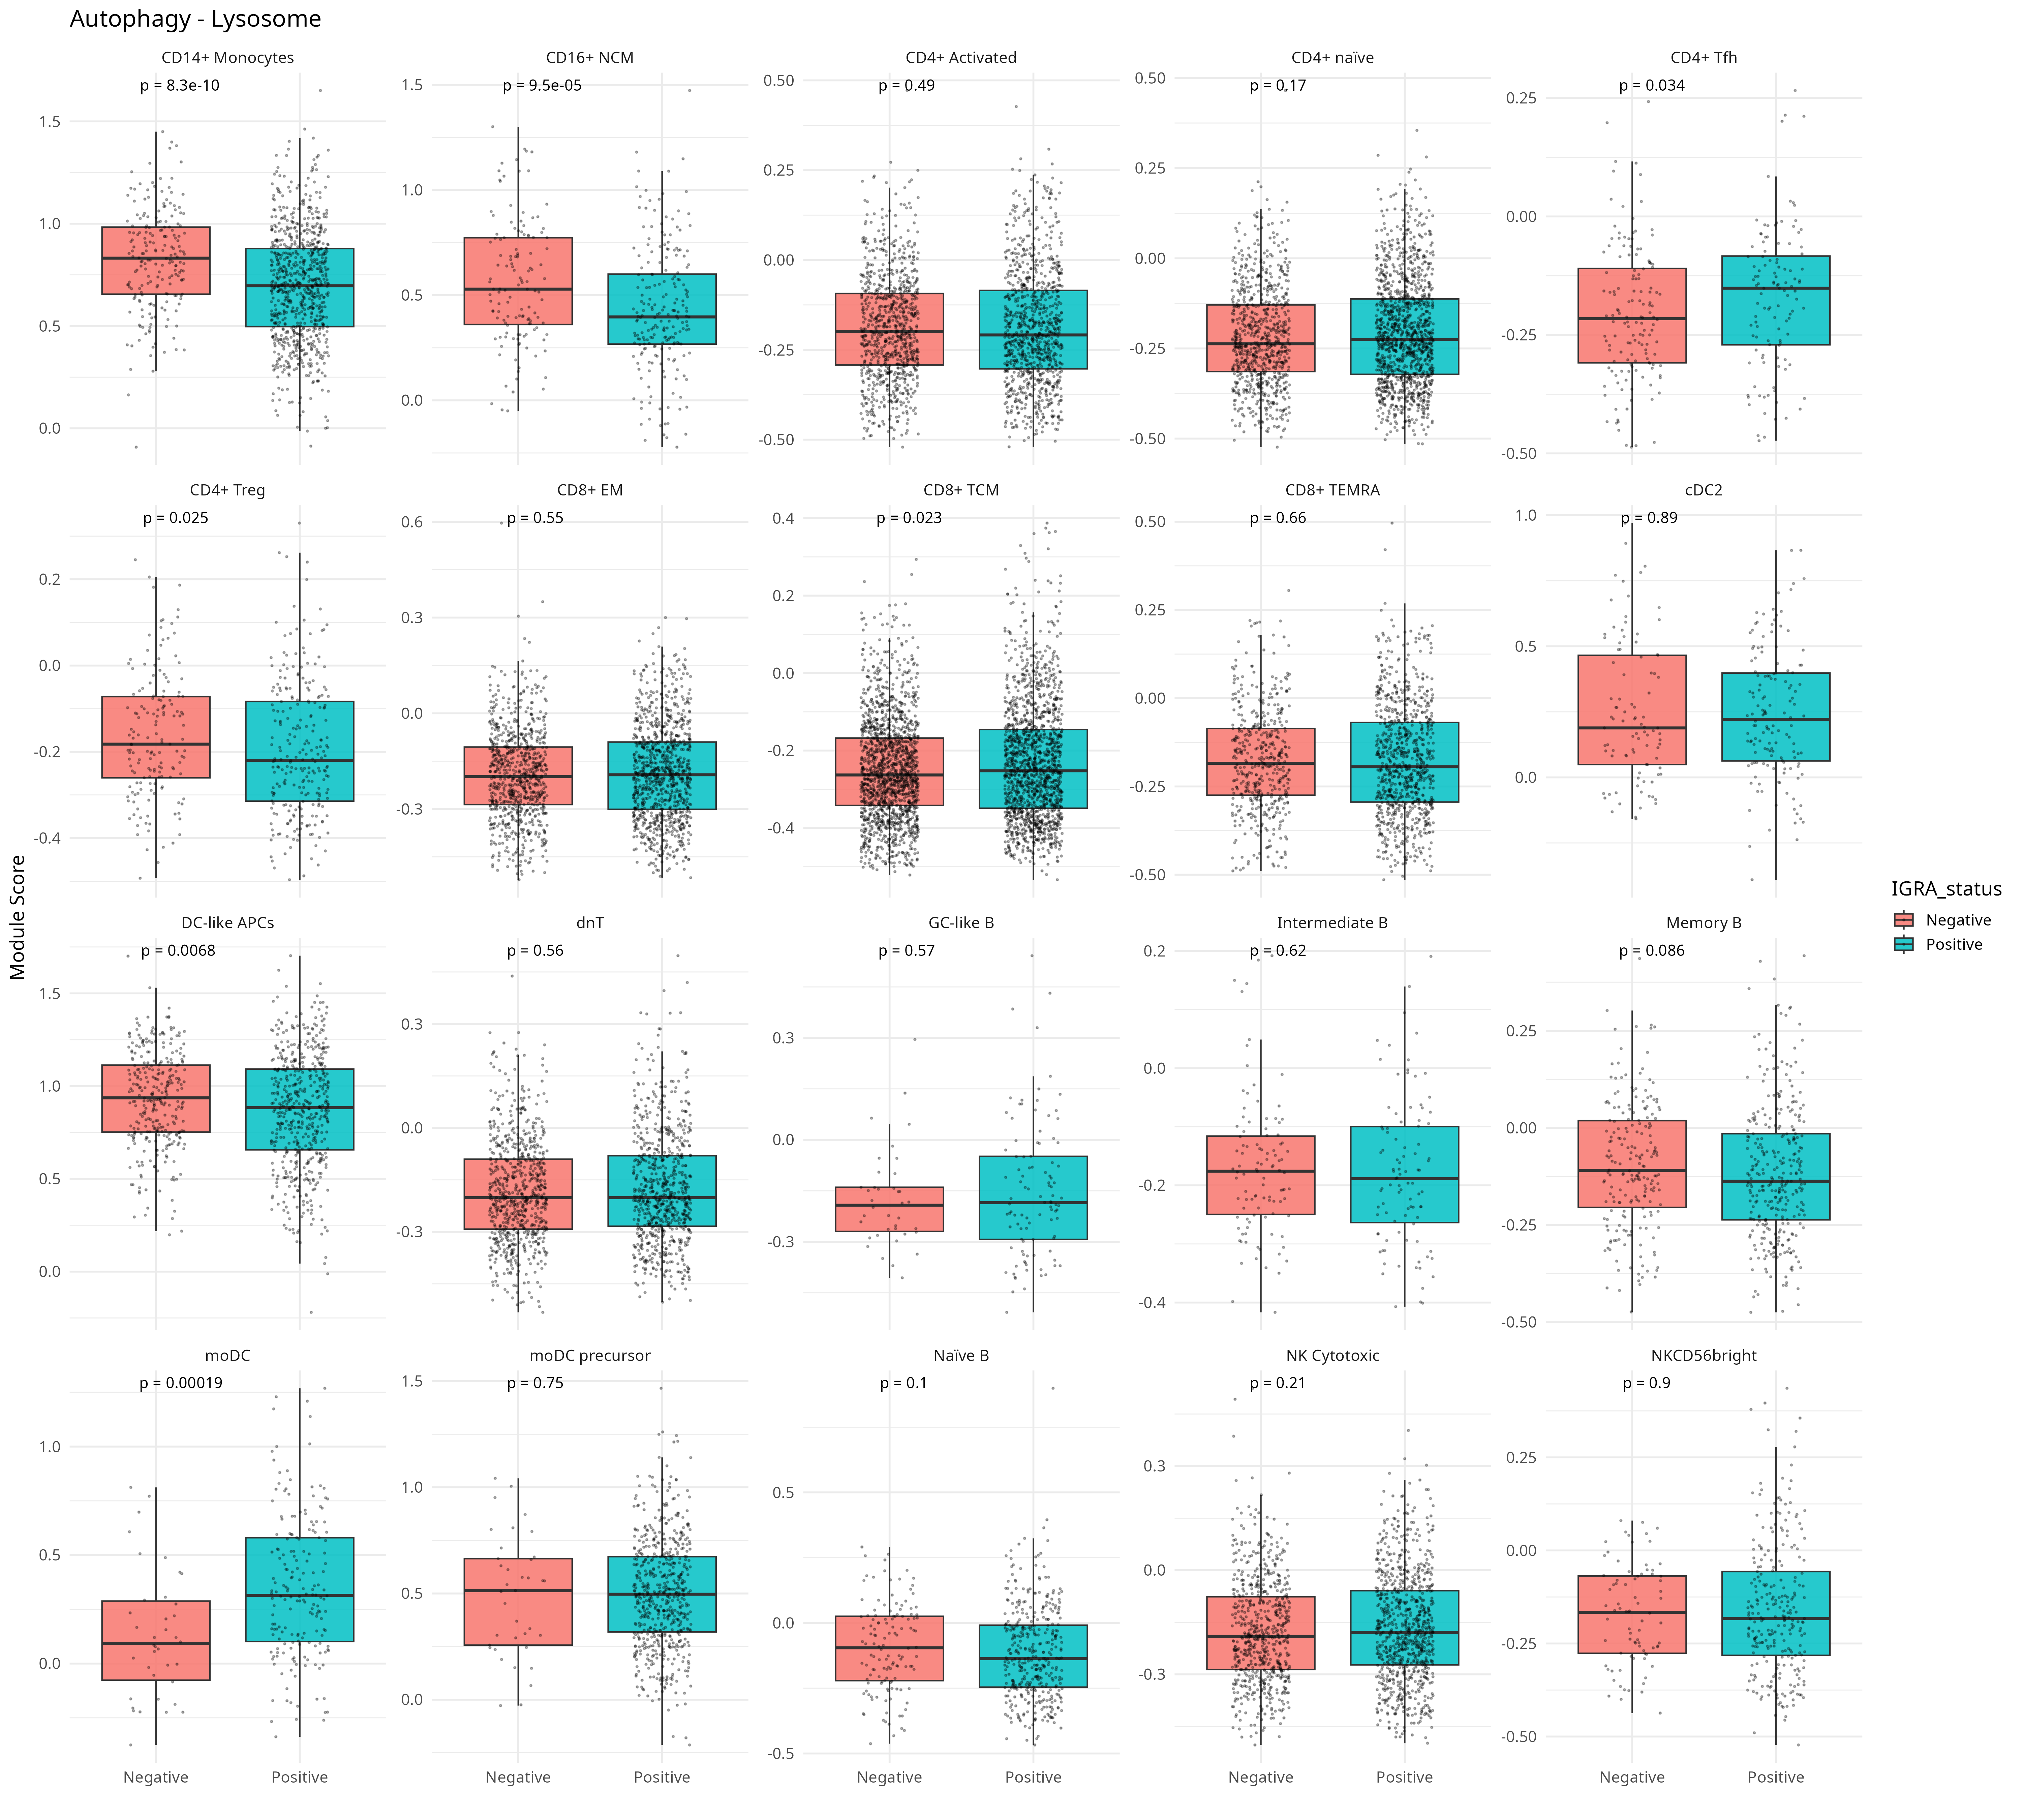 Autophagy - Lysosome
CD14+ Monocytes
CD16+ NCM
CD4+ Activated
CD4+ naïve
CD4+ Tfh
p = 8.3e-10
p = 9.5e-05
p = 0.49
p = 0.17
p = 0.034
1.5
1.0
0.5
0.0
1.5
1.0
0.5
0.0
0.50
0.25
0.00
-0.25
-0.50
0.50
0.25
0.00
-0.25
-0.50
0.25
0.00
-0.25
-0.50
CD4+ Treg
CD8+ EM
CD8+ TCM
CD8+ TEMRA
cDC2
p = 0.025
p = 0.55
p = 0.023
p = 0.66
p = 0.89
0.2
0.0
-0.2
-0.4
0.6
0.3
0.0
-0.3
0.4
0.2
0.0
-0.2
-0.4
0.50
0.25
0.00
-0.25
-0.50
1.0
0.5
0.0
Module Score
DC-like APCs
dnT
GC-like B
Intermediate B
Memory B
p = 0.0068
p = 0.56
p = 0.57
p = 0.62
p = 0.086
1.5
1.0
0.5
0.0
0.3
0.0
-0.3
0.3
0.0
-0.3
0.2
0.0
-0.2
-0.4
0.25
0.00
-0.25
-0.50
moDC
moDC precursor
Naïve B
NK Cytotoxic
NKCD56bright
p = 0.00019
p = 0.75
p = 0.1
p = 0.21
p = 0.9
1.0
0.5
0.0
1.5
1.0
0.5
0.0
0.5
0.0
-0.5
0.3
0.0
-0.3
0.25
0.00
-0.25
-0.50
Negative
Positive
Negative
Positive
Negative
Positive
Negative
Positive
Negative
Positive
IGRA_status
Negative
Positive